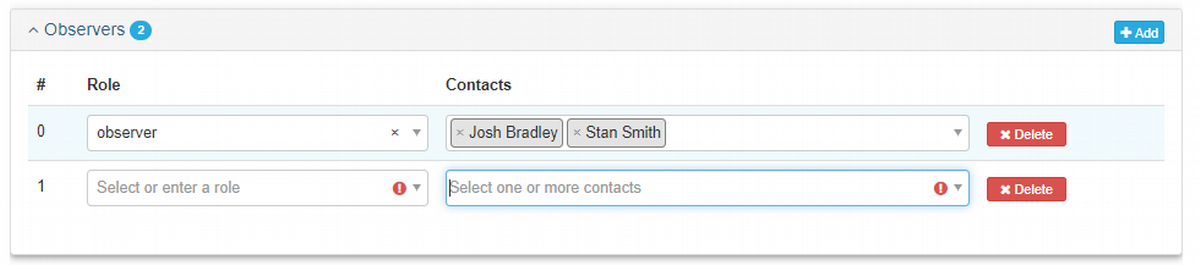 Observers 2 + Add
# Role Contacts
0 observer × × Josh Bradley × Stan Smith × Delete
1 Select or enter a role Select one or more contacts × Delete